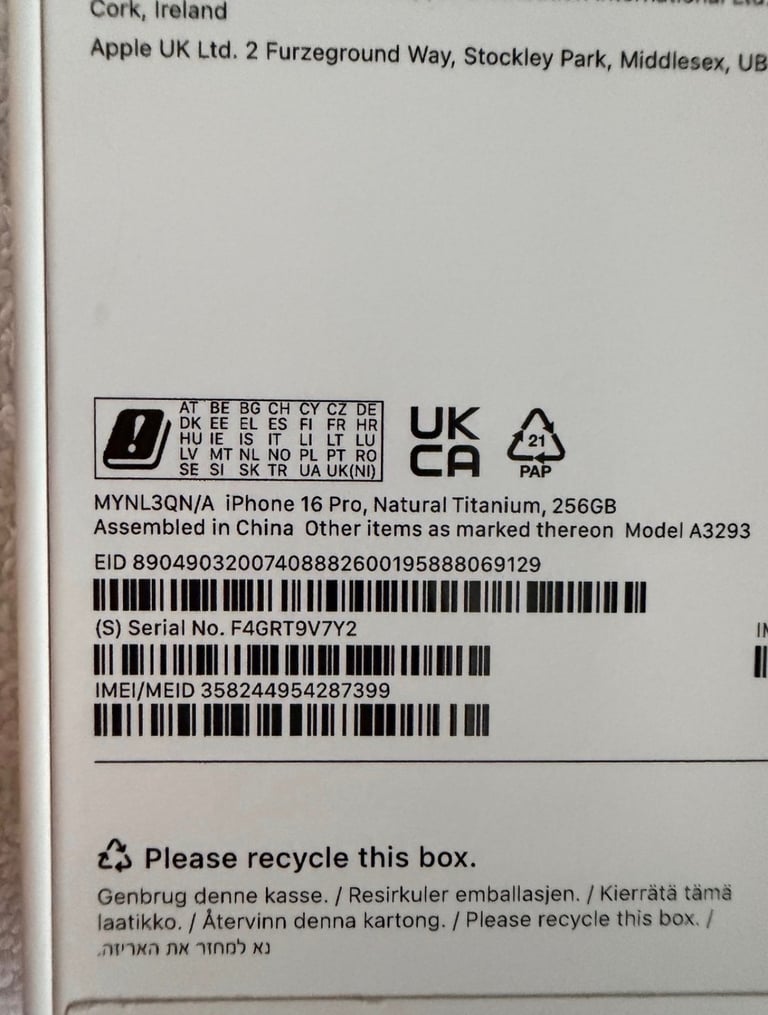 Cork, Ireland
Apple UK Ltd. 2 Furzeground Way, Stockley Park, Middlesex, UB
AT BE BG CH CY CZ DE
DK EE EL ES FI FR HR
HU IE IS IT LI LT LU
LV MT NL NO PL PT RO
SE SI SK TR UA UK(NI)
UK
CA
21
PAP
MYNL3QN/A iPhone 16 Pro, Natural Titanium, 256GB
Assembled in China Other items as marked thereon Model A3293
EID 89049032007408882600195888069129
(S) Serial No. F4GRT9V7Y2
IMEI/MEID 358244954287399
Please recycle this box.
Genbrug denne kasse. / Resirkuler emballasjen. / Kierrätä tämä
laatikko. / Återvinn denna kartong. / Please recycle this box. /
נא למחזר את האריזה.